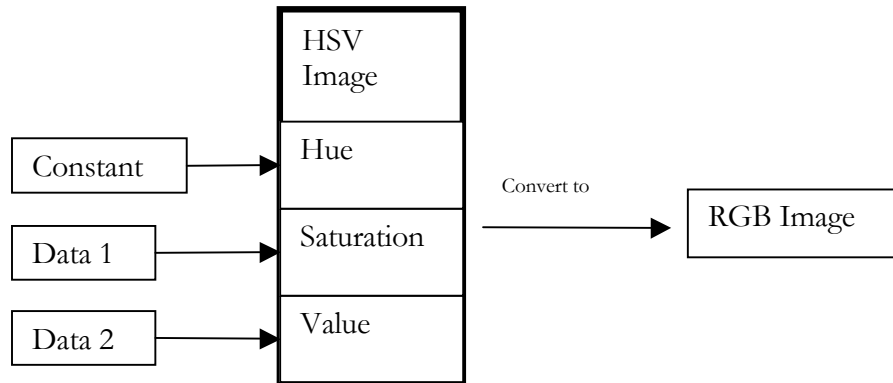 HSV
Image
Constant
Hue
Convert to
RGB Image
Data 1
Saturation
Data 2
Value